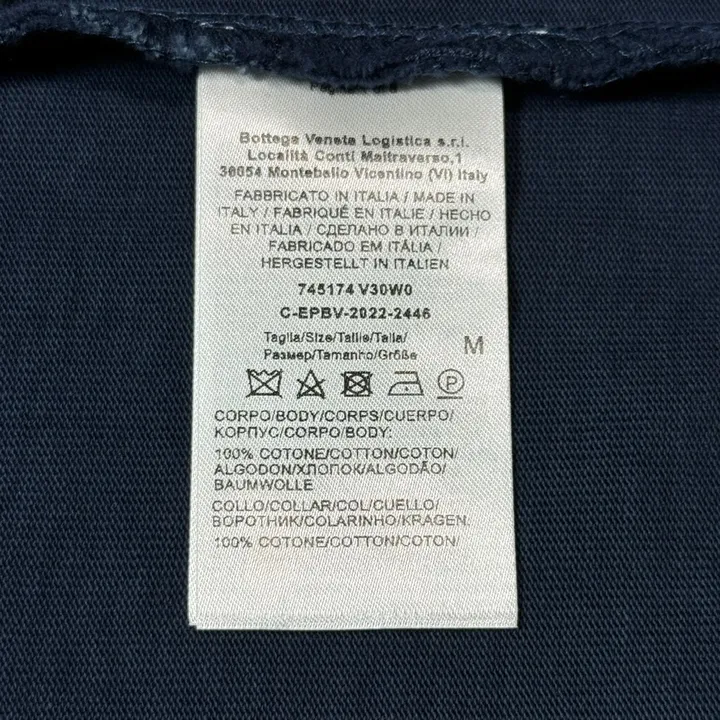 Bottega Veneta Logistica s.r.l.
Località Conti Maltraverso,1
36054 Montebello Vicentino (VI) Italy
FABBRICATO IN ITALIA / MADE IN
ITALY / FABRIQUÉ EN ITALIE / HECHO
EN ITALIA / СДЕЛАНО В ИТАЛИИ /
FABRICADO EM ITÁLIA /
HERGESTELLT IN ITALIEN
745174 V30W0
C-EPBV-2022-2446
Taglia/Size/Taille/Talla/
Размер/Tamanho/Größe
M
P
CORPO/BODY/CORPS/CUERPO/
КОРПУС/CORPO/BODY:
100% COTONE/COTTON/COTON/
ALGODON/ХЛОПОК/ALGODÃO/
BAUMWOLLE
COLLO/COLLAR/COL/CUELLO/
ВОРОТНИК/COLARINHO/KRAGEN:
100% COTONE/COTTON/COTON/